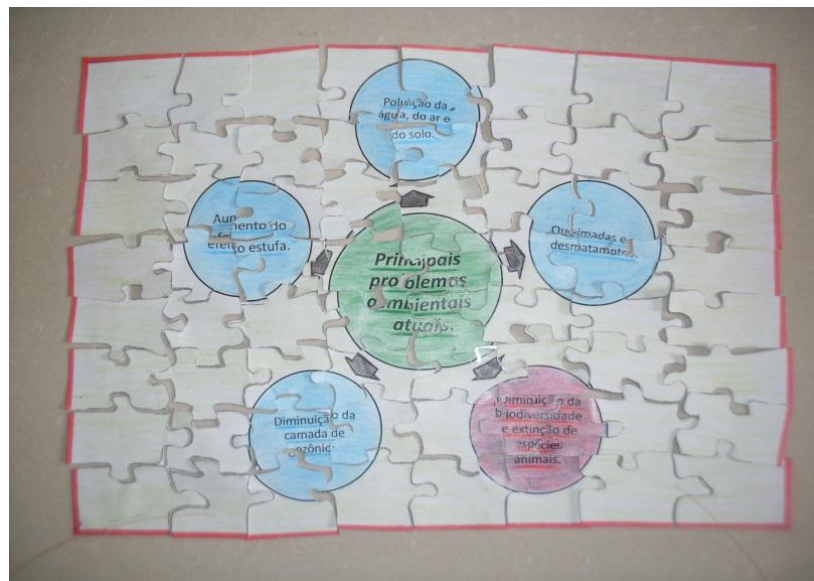 Poluição da
água, do ar e
do solo.
Aumento do
efeito estufa.
Queimadas e
desmatamento.
Principais
problemas
ambientais
atuais.
Diminuição da
camada de
ozônio
Diminuição da
biodiversidade
e extinção de
espécies
animais.